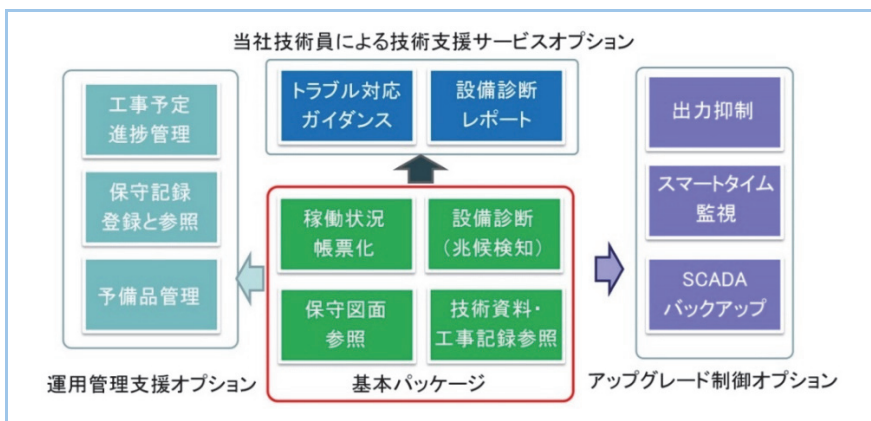 当社技術員による技術支援サービスオプション
トラブル対応
ガイダンス
設備診断
レポート
工事予定
進捗管理
保守記録
登録と参照
予備品管理
運用管理支援オプション
稼働状況
帳票化
設備診断
（兆候検知）
保守図面
参照
技術資料・
工事記録参照
基本パッケージ
出力抑制
スマートタイム
監視
SCADA
バックアップ
アップグレード制御オプション